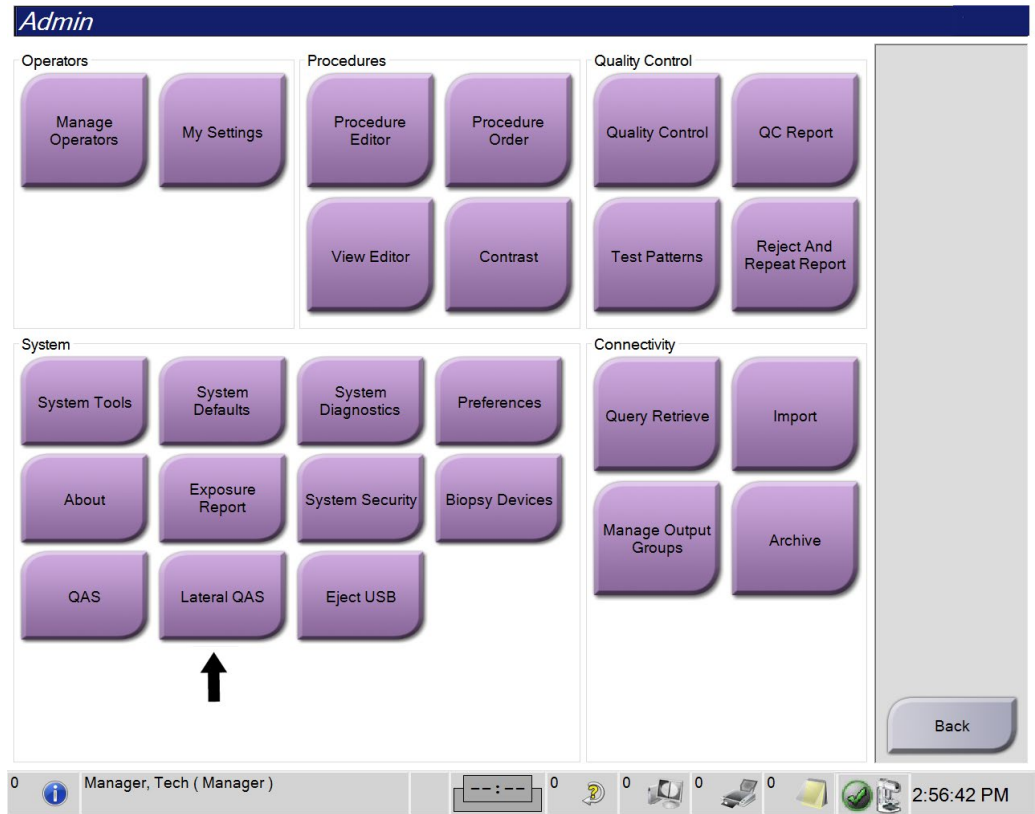 Admin
Operators
Manage
Operators
My Settings
Procedures
Procedure
Editor
Procedure
Order
View Editor
Contrast
Quality Control
Quality Control
QC Report
Test Patterns
Reject And
Repeat Report
System
System Tools
System
Defaults
System
Diagnostics
Preferences
About
Exposure
Report
System Security
Biopsy Devices
QAS
Lateral QAS
Eject USB
Connectivity
Query Retrieve
Import
Manage Output
Groups
Archive
Back
0
Manager, Tech ( Manager )
--:--
0
0
0
0
2:56:42 PM